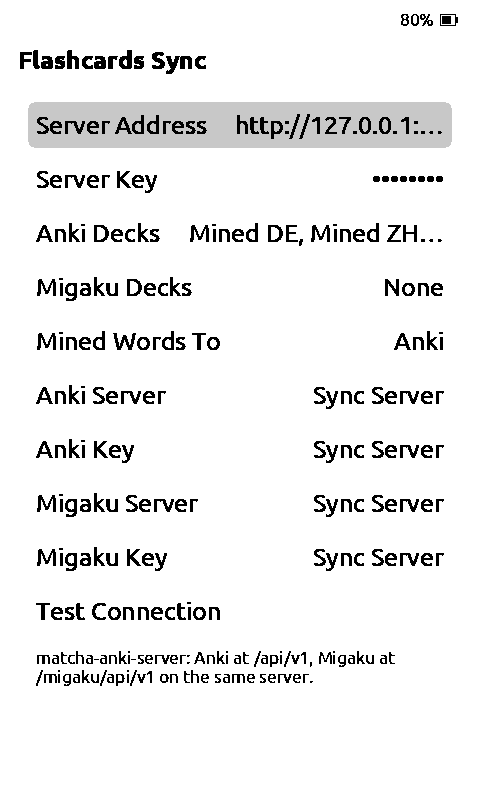 80%
Flashcards Sync
Server Address http://127.0.0.1:...
Server Key ••••••••
Anki Decks Mined DE, Mined ZH...
Migaku Decks None
Mined Words To Anki
Anki Server Sync Server
Anki Key Sync Server
Migaku Server Sync Server
Migaku Key Sync Server
Test Connection
matcha-anki-server: Anki at /api/v1, Migaku at
/migaku/api/v1 on the same server.